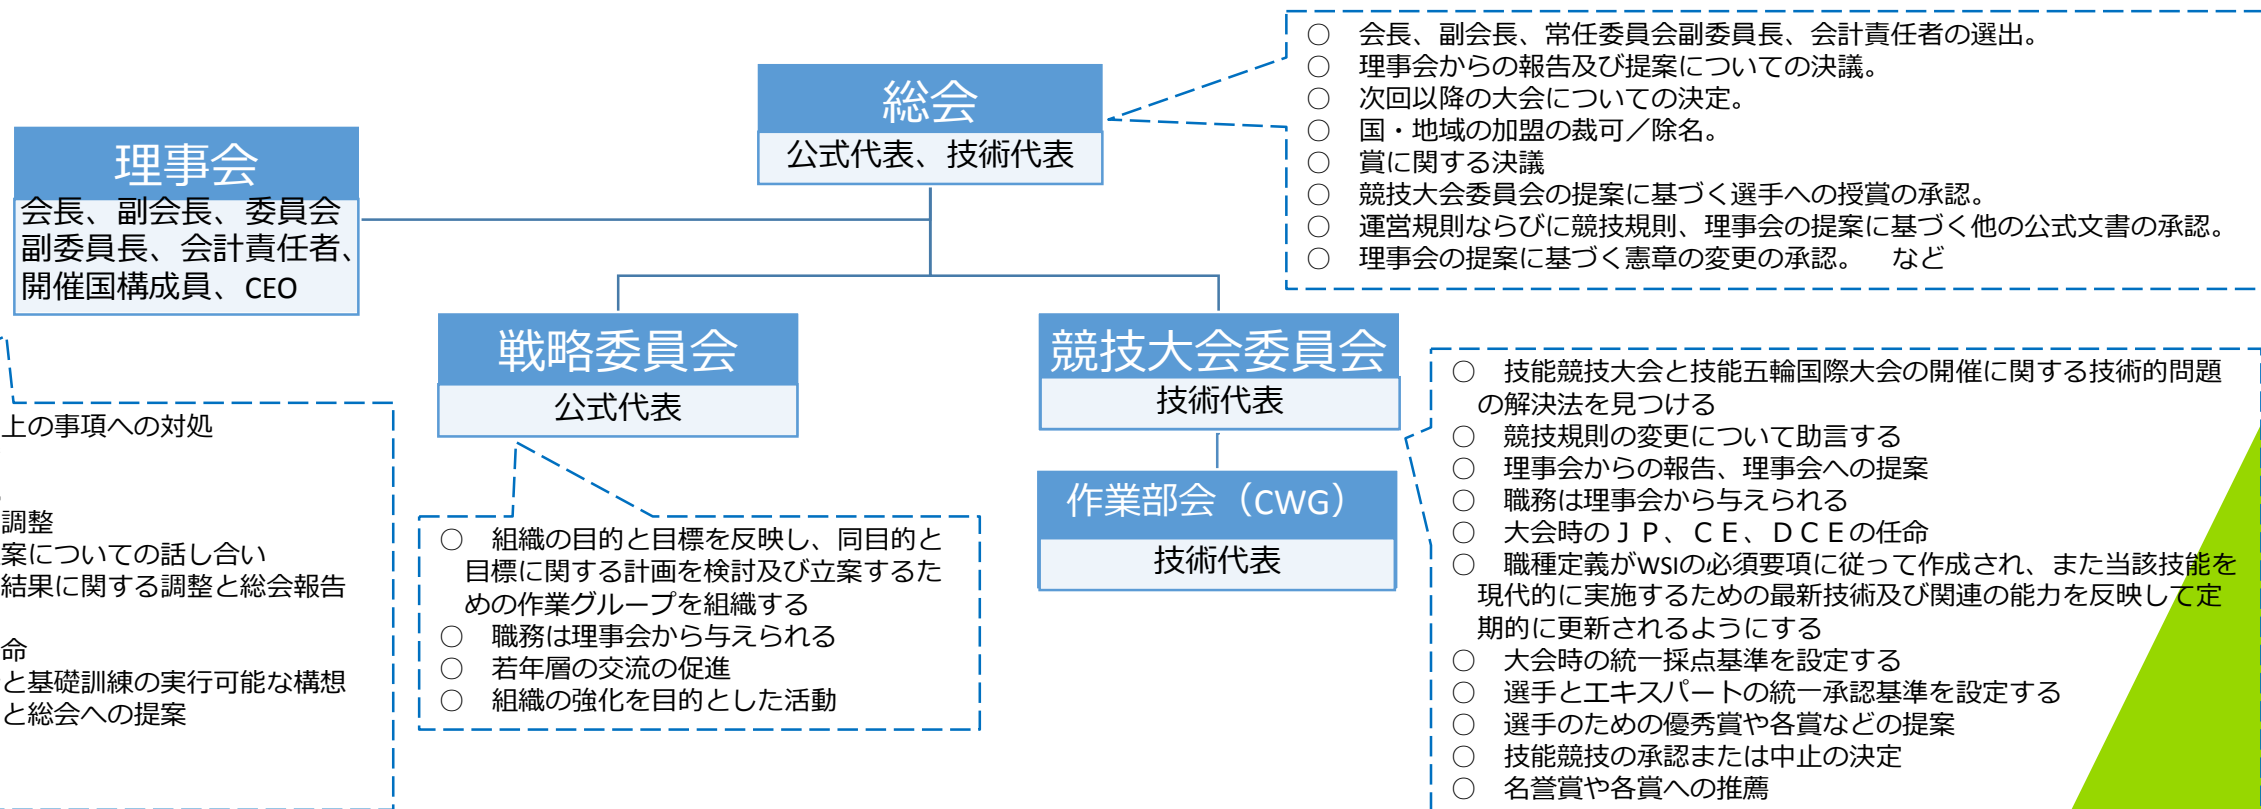 総会
公式代表、技術代表
○　会長、副会長、常任委員会副委員長、会計責任者の選出。
○　理事会からの報告及び提案についての決議。
○　次回以降の大会についての決定。
○　国・地域の加盟の裁可／除名。
○　賞に関する決議
○　競技大会委員会の提案に基づく選手への授賞の承認。
○　運営規則ならびに競技規則、理事会の提案に基づく他の公式文書の承認。
○　理事会の提案に基づく憲章の変更の承認。　など
理事会
会長、副会長、委員会
副委員長、会計責任者、
開催国構成員、CEO
上の事項への対処
調整
案についての話し合い
結果に関する調整と総会報告
命
と基礎訓練の実行可能な構想
と総会への提案
戦略委員会
公式代表
○　組織の目的と目標を反映し、同目的と
目標に関する計画を検討及び立案するた
めの作業グループを組織する
○　職務は理事会から与えられる
○　若年層の交流の促進
○　組織の強化を目的とした活動
競技大会委員会
技術代表
作業部会（CWG）
技術代表
○　技能競技大会と技能五輪国際大会の開催に関する技術的問題
の解決法を見つける
○　競技規則の変更について助言する
○　理事会からの報告、理事会への提案
○　職務は理事会から与えられる
○　大会時のＪＰ、ＣＥ、ＤＣＥの任命
○　職種定義がWSIの必須要項に従って作成され、また当該技能を
現代的に実施するための最新技術及び関連の能力を反映して定
期的に更新されるようにする
○　大会時の統一採点基準を設定する
○　選手とエキスパートの統一承認基準を設定する
○　選手のための優秀賞や各賞などの提案
○　技能競技の承認または中止の決定
○　名誉賞や各賞への推薦